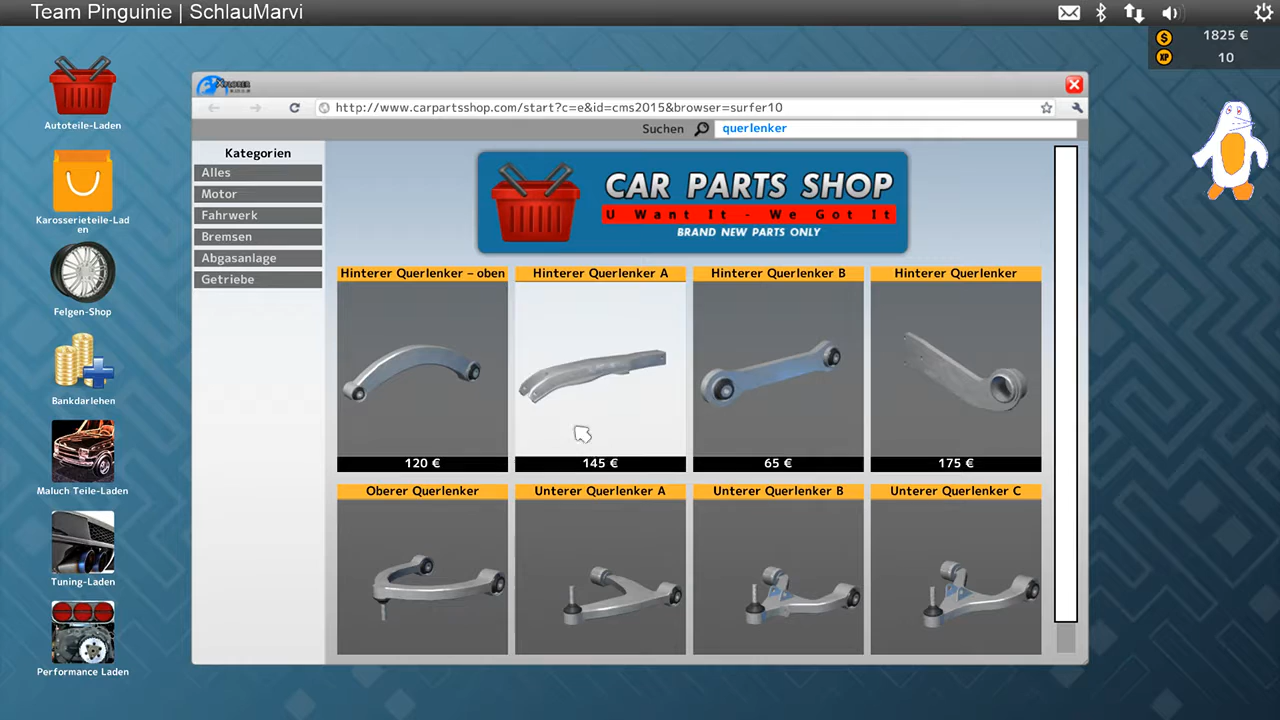 Team Pinguinie | SchlauMarvi
1825 €
XP 10
Autoteile-Laden
Karosserieteile-Lad
en
Felgen-Shop
Bankdarlehen
Maluch Teile-Laden
Tuning-Laden
Performance Laden
http://www.carpartsshop.com/start?c=e&id=cms2015&browser=surfer10
Suchen querlenker
Kategorien
Alles
Motor
Fahrwerk
Bremsen
Abgasanlage
Getriebe
CAR PARTS SHOP
U Want It - We Got It
BRAND NEW PARTS ONLY
Hinterer Querlenker – oben
120 €
Hinterer Querlenker A
145 €
Hinterer Querlenker B
65 €
Hinterer Querlenker
175 €
Oberer Querlenker
Unterer Querlenker A
Unterer Querlenker B
Unterer Querlenker C